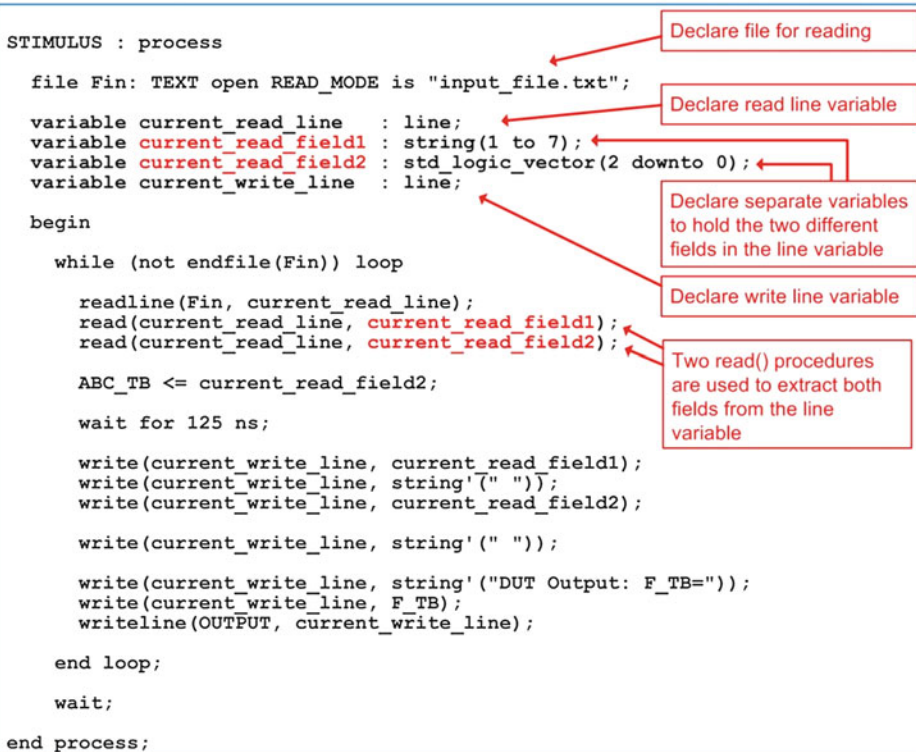 STIMULUS : process
Declare file for reading
file Fin: TEXT open READ_MODE is "input_file.txt";
Declare read line variable
variable current_read_line : line;
variable current_read_field1 : string(1 to 7);
variable current_read_field2 : std_logic_vector(2 downto 0);
variable current_write_line : line;
Declare separate variables
to hold the two different
fields in the line variable
begin
while (not endfile(Fin)) loop
Declare write line variable
readline(Fin, current_read_line);
read(current_read_line, current_read_field1);
read(current_read_line, current_read_field2);
Two read() procedures
are used to extract both
fields from the line
variable
ABC_TB <= current_read_field2;
wait for 125 ns;
write(current_write_line, current_read_field1);
write(current_write_line, string'(" "));
write(current_write_line, current_read_field2);
write(current_write_line, string'(" "));
write(current_write_line, string'("DUT Output: F_TB="));
write(current_write_line, F_TB);
writeline(OUTPUT, current_write_line);
end loop;
wait;
end process;